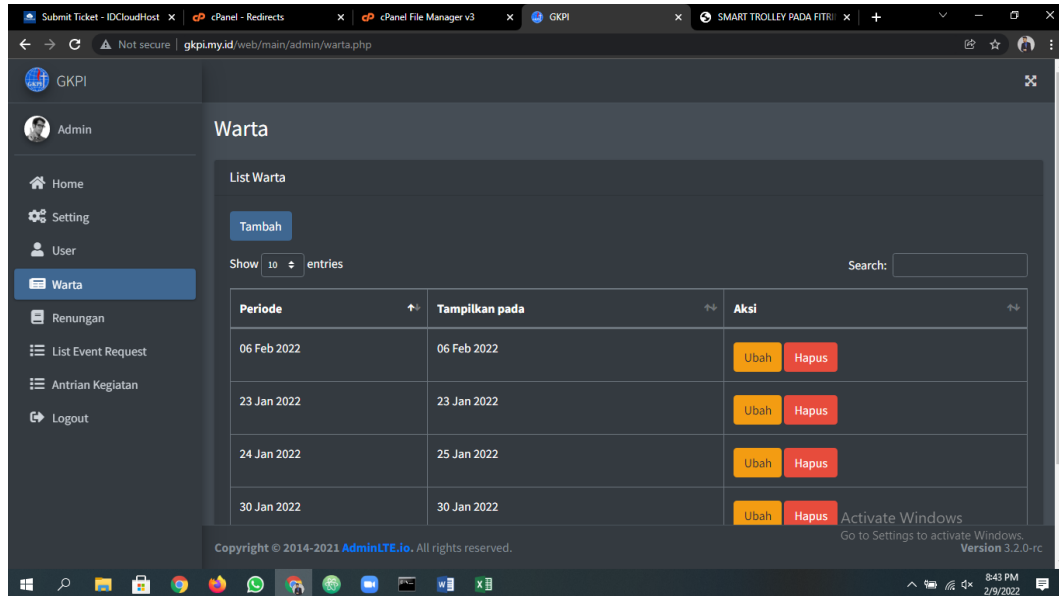 Submit Ticket - IDCloudHost
cPanel - Redirects
cPanel File Manager v3
GKPI
SMART TROLLEY PADA FITRI
Not secure
gkpi.my.id/web/main/admin/warta.php
GKPI
Admin
Home
Setting
User
Warta
Renungan
List Event Request
Antrian Kegiatan
Logout
Warta
List Warta
Tambah
Show 10 entries
Search:
Periode Tampilkan pada Aksi
06 Feb 2022 06 Feb 2022 Ubah Hapus
23 Jan 2022 23 Jan 2022 Ubah Hapus
24 Jan 2022 25 Jan 2022 Ubah Hapus
30 Jan 2022 30 Jan 2022 Ubah Hapus
Activate Windows
Go to Settings to activate Windows.
Copyright © 2014-2021 AdminLTE.io. All rights reserved.
Version 3.2.0-rc
8:43 PM
2/9/2022